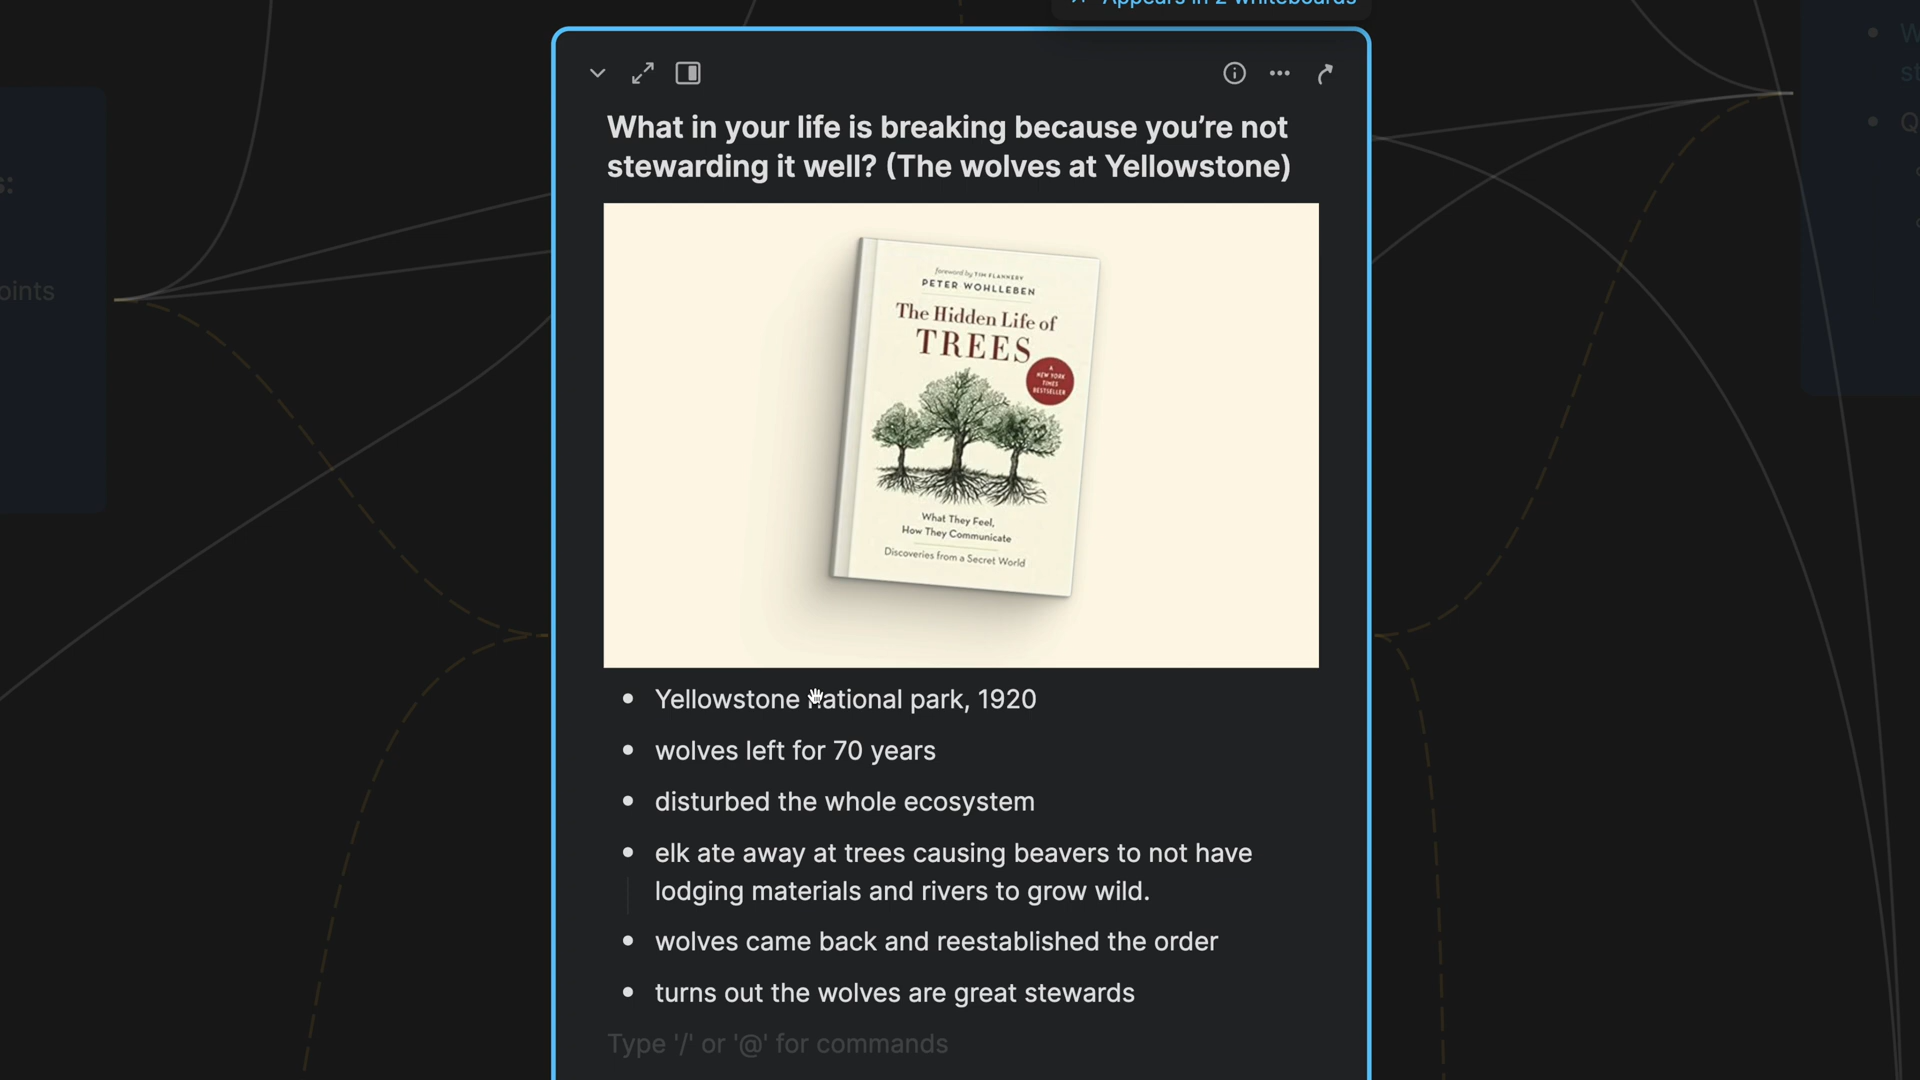 Appears in 2 whiteboards
What in your life is breaking because you’re not
stewarding it well? (The wolves at Yellowstone)
foreword by TIM FLANNERY
PETER WOHLLEBEN
The Hidden Life of
TREES
A
NEW YORK
TIMES
BESTSELLER
What They Feel,
How They Communicate
Discoveries from a Secret World
Yellowstone national park, 1920
wolves left for 70 years
disturbed the whole ecosystem
elk ate away at trees causing beavers to not have
lodging materials and rivers to grow wild.
wolves came back and reestablished the order
turns out the wolves are great stewards
Type '/' or '@' for commands